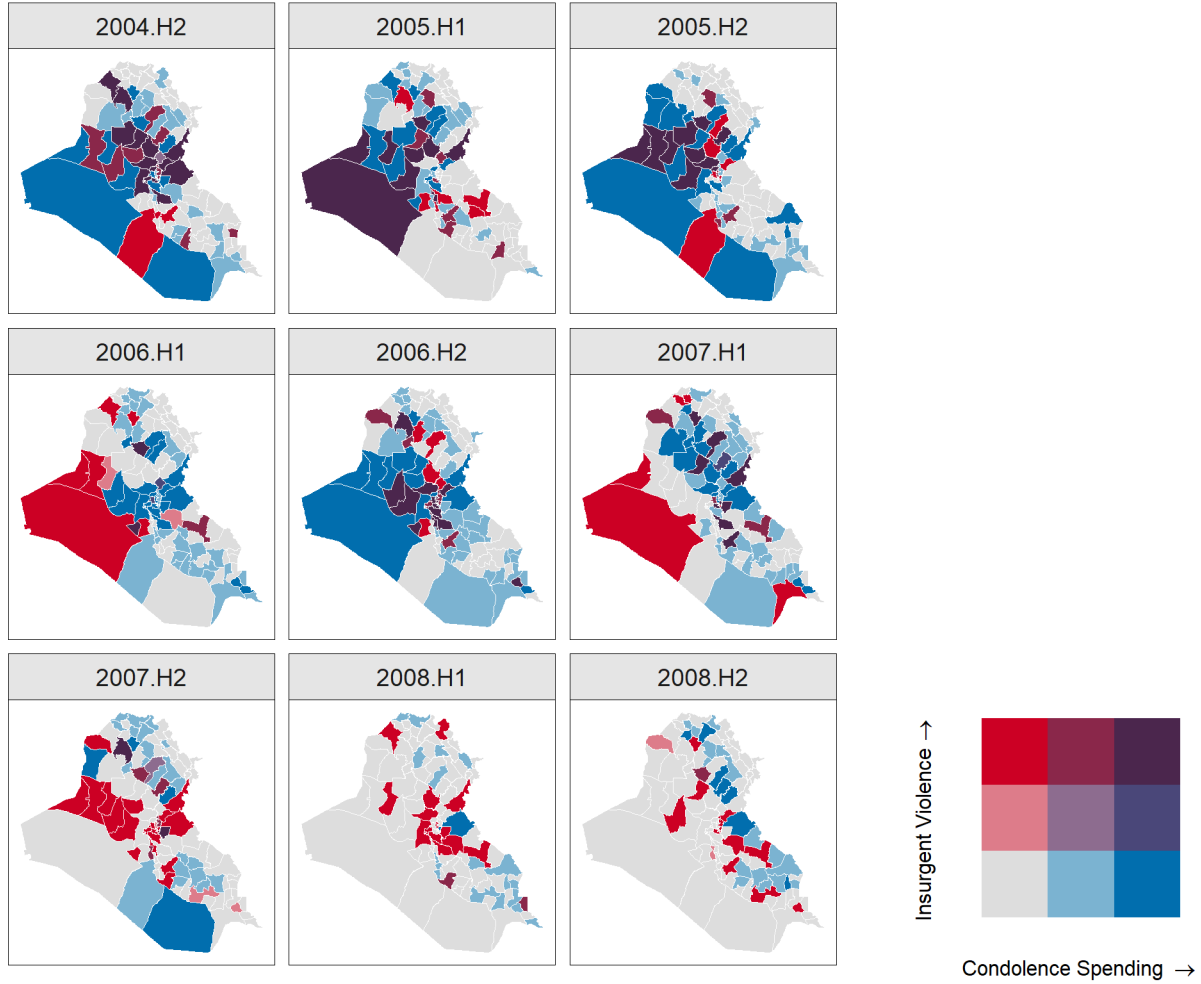 2004.H2
2005.H1
2005.H2
2006.H1
2006.H2
2007.H1
2007.H2
2008.H1
2008.H2
Insurgent Violence →
Condolence Spending →